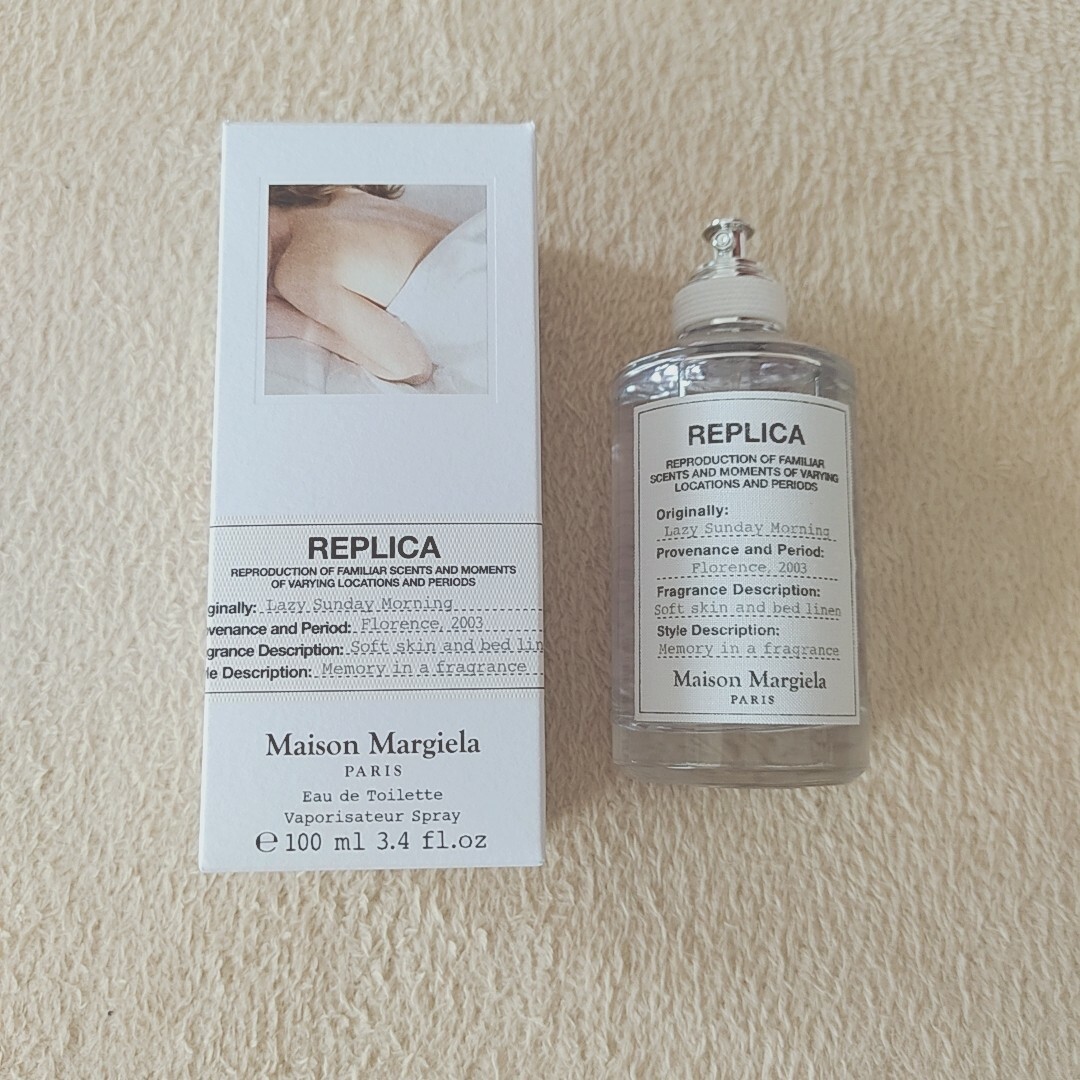 REPLICA
REPRODUCTION OF FAMILIAR SCENTS AND MOMENTS
OF VARYING LOCATIONS AND PERIODS
ginally: Lazy Sunday Morning
venance and Period: Florence, 2003
grance Description: Soft skin and bed lin
le Description: Memory in a fragrance
Maison Margiela
PARIS
Eau de Toilette
Vaporisateur Spray
℮ 100 ml 3.4 fl.oz
REPLICA
REPRODUCTION OF FAMILIAR
SCENTS AND MOMENTS OF VARYING
LOCATIONS AND PERIODS
Originally:
Lazy Sunday Morning
Provenance and Period:
Florence, 2003
Fragrance Description:
Soft skin and bed linen
Style Description:
Memory in a fragrance
Maison Margiela
PARIS